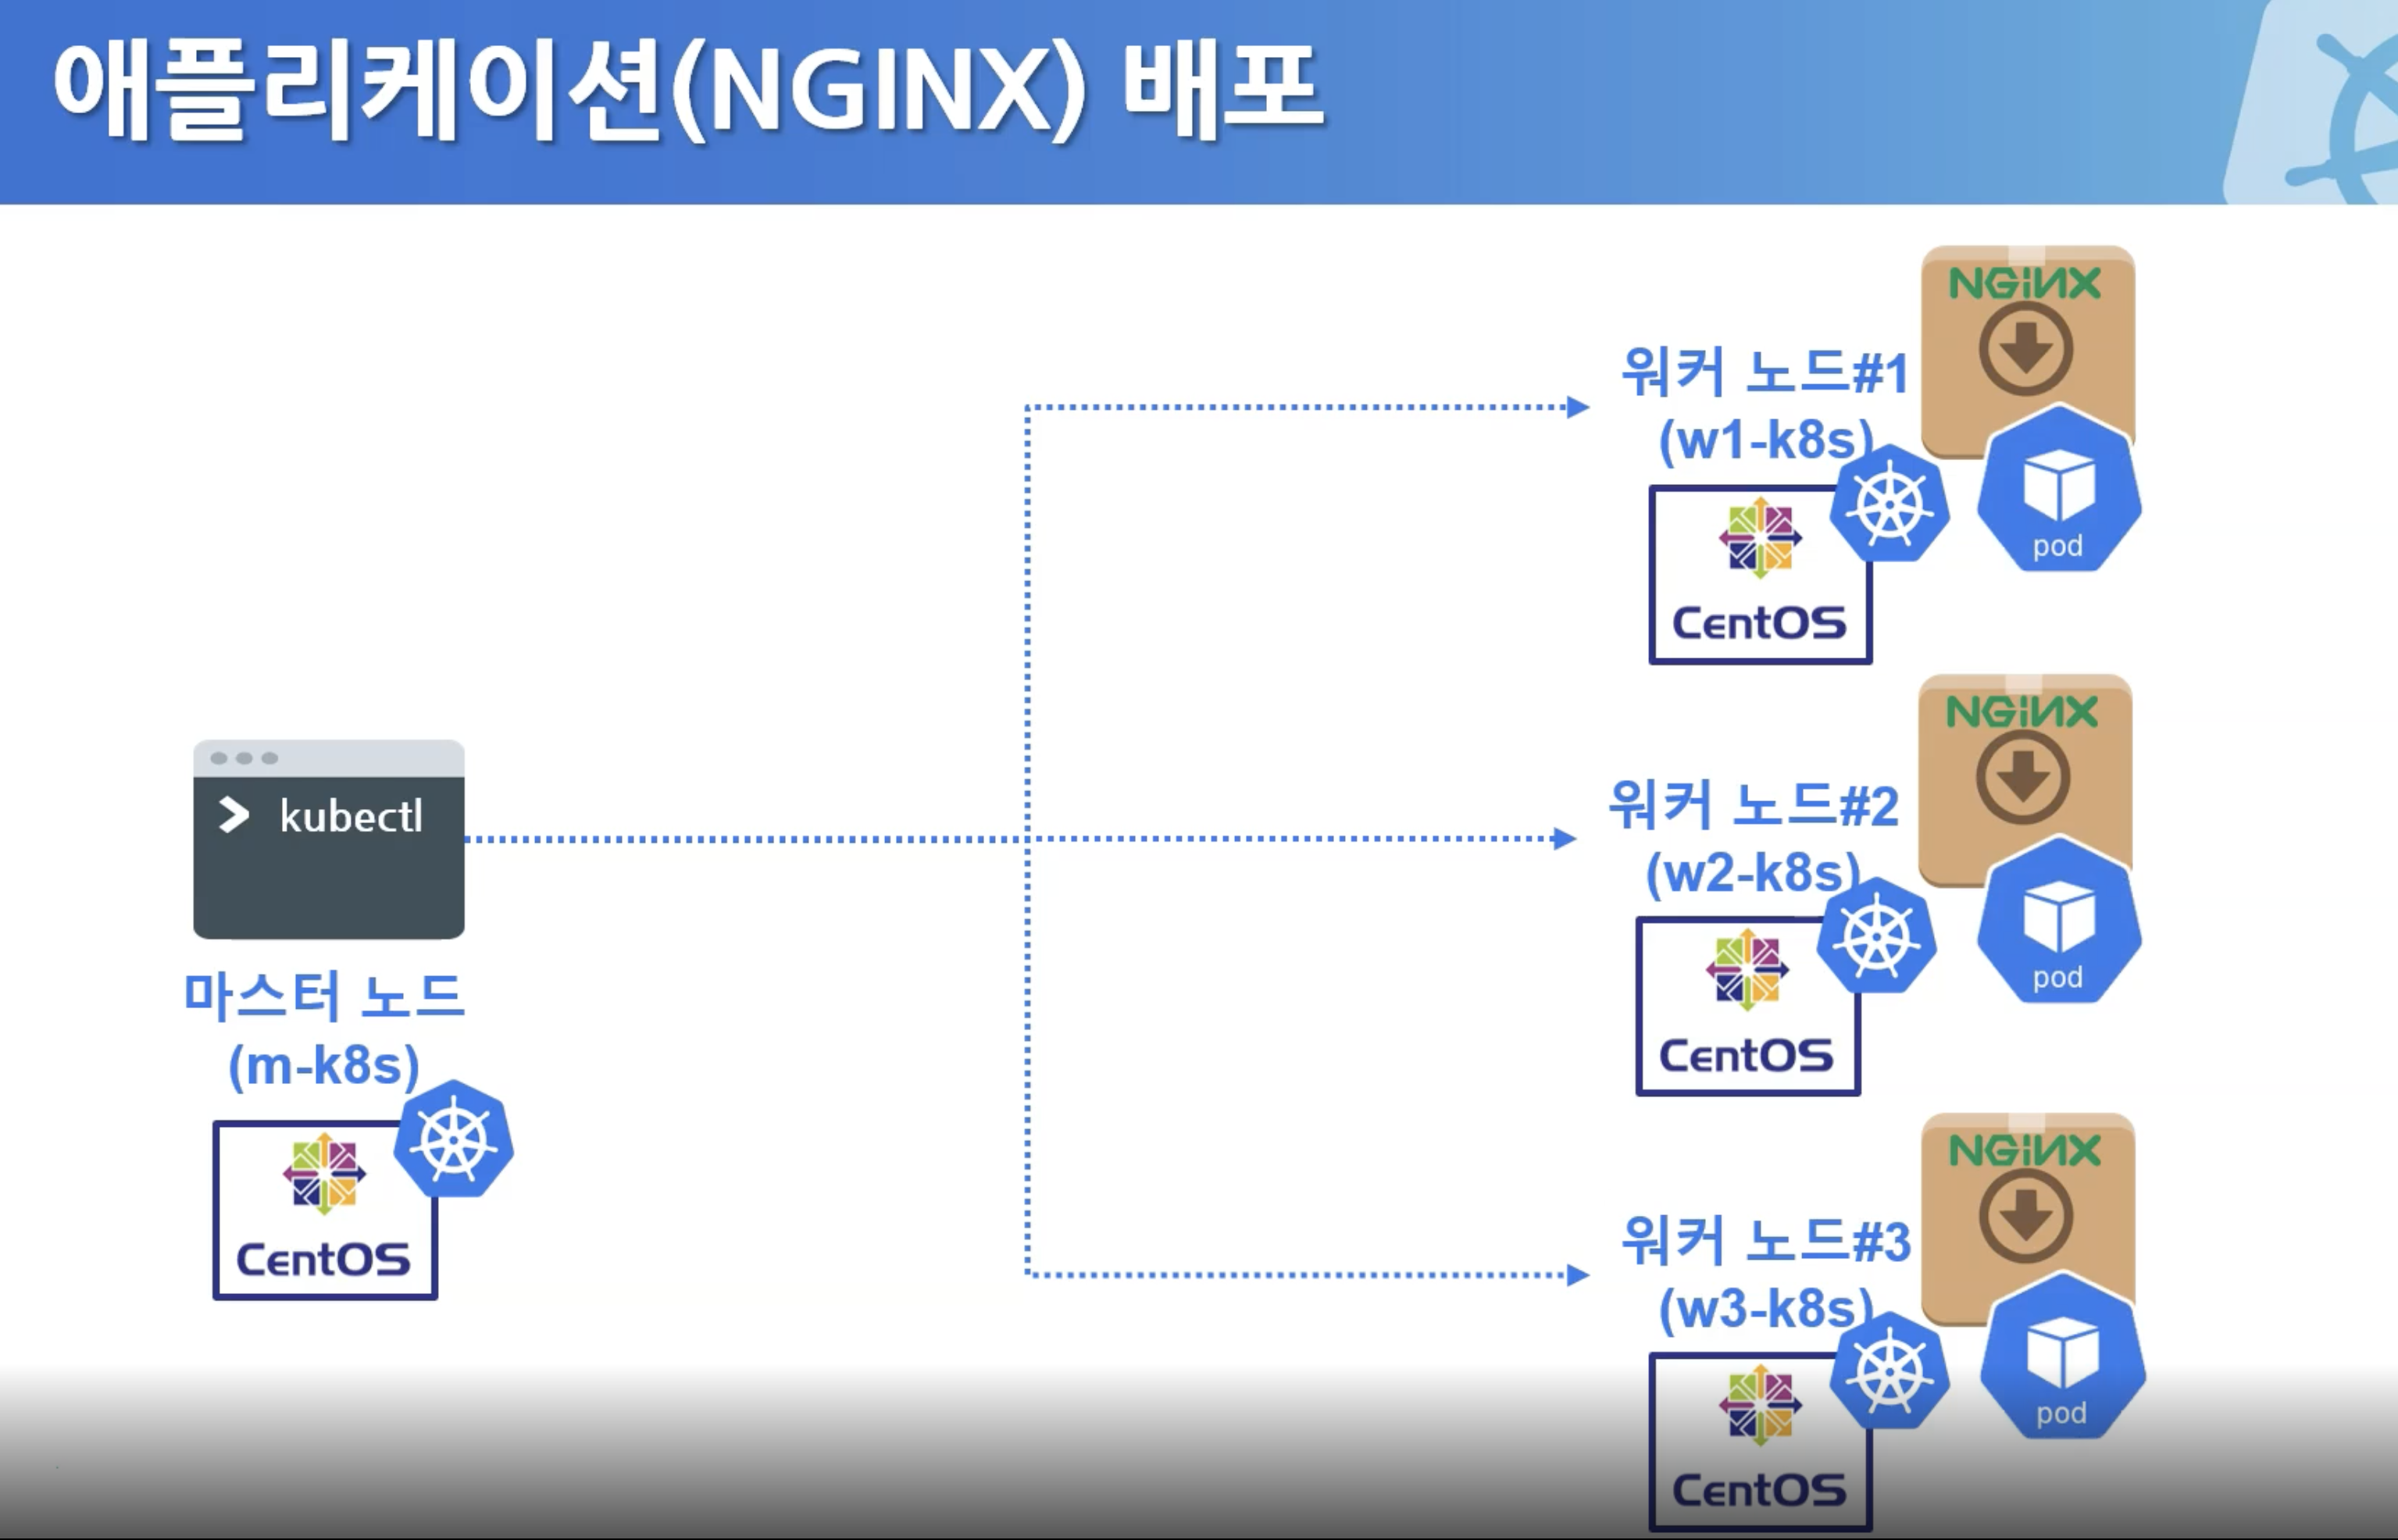 애플리케이션(NGINX) 배포
NGINX
워커 노드#1
(w1-k8s)
pod
CentOS
NGINX
kubectl
워커 노드#2
(w2-k8s)
pod
CentOS
마스터 노드
(m-k8s)
CentOS
NGINX
워커 노드#3
(w3-k8s)
pod
CentOS